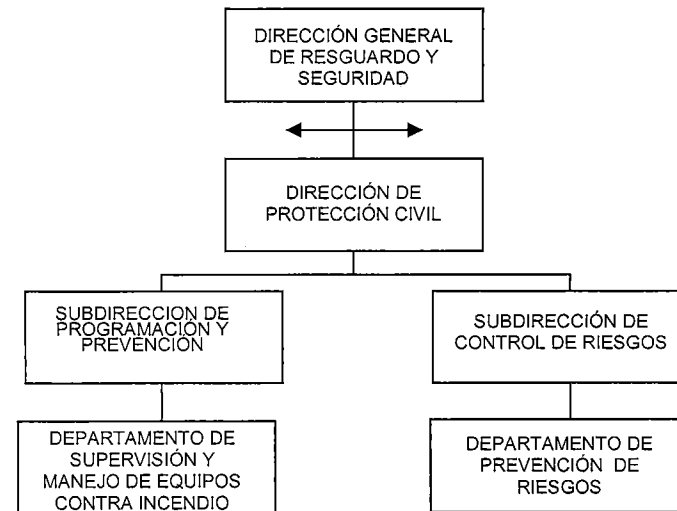 DIRECCIÓN GENERAL
DE RESGUARDO Y
SEGURIDAD
DIRECCIÓN DE
PROTECCIÓN CIVIL
SUBDIRECCION DE
PROGRAMACIÓN Y
PREVENCIÓN
SUBDIRECCIÓN DE
CONTROL DE RIESGOS
DEPARTAMENTO DE
SUPERVISIÓN Y
MANEJO DE EQUIPOS
CONTRA INCENDIO
DEPARTAMENTO DE
PREVENCIÓN DE
RIESGOS